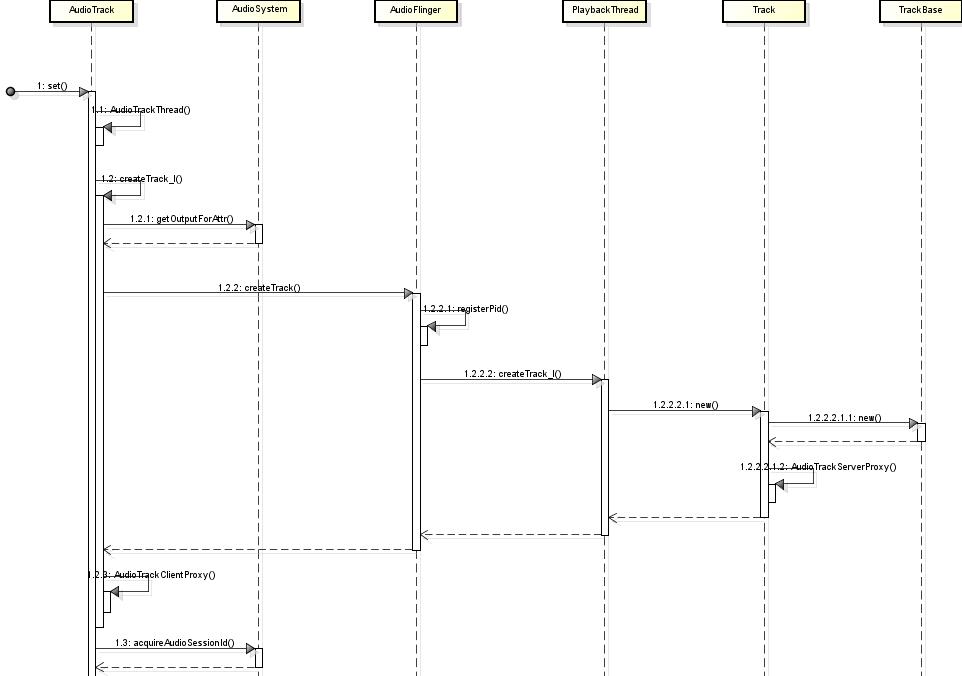 AudioTrack
AudioSystem
AudioFlinger
PlaybackThread
Track
TrackBase
1: set()
1.1: AudioTrackThread()
1.2: createTrack_l()
1.2.1: getOutputForAttr()
1.2.2: createTrack()
1.2.2.1: registerPid()
1.2.2.2: createTrack_l()
1.2.2.2.1: new()
1.2.2.2.1.1: new()
1.2.2.2.1.2: AudioTrackServerProxy()
1.2.3: AudioTrackClientProxy()
1.3: acquireAudioSessionId()